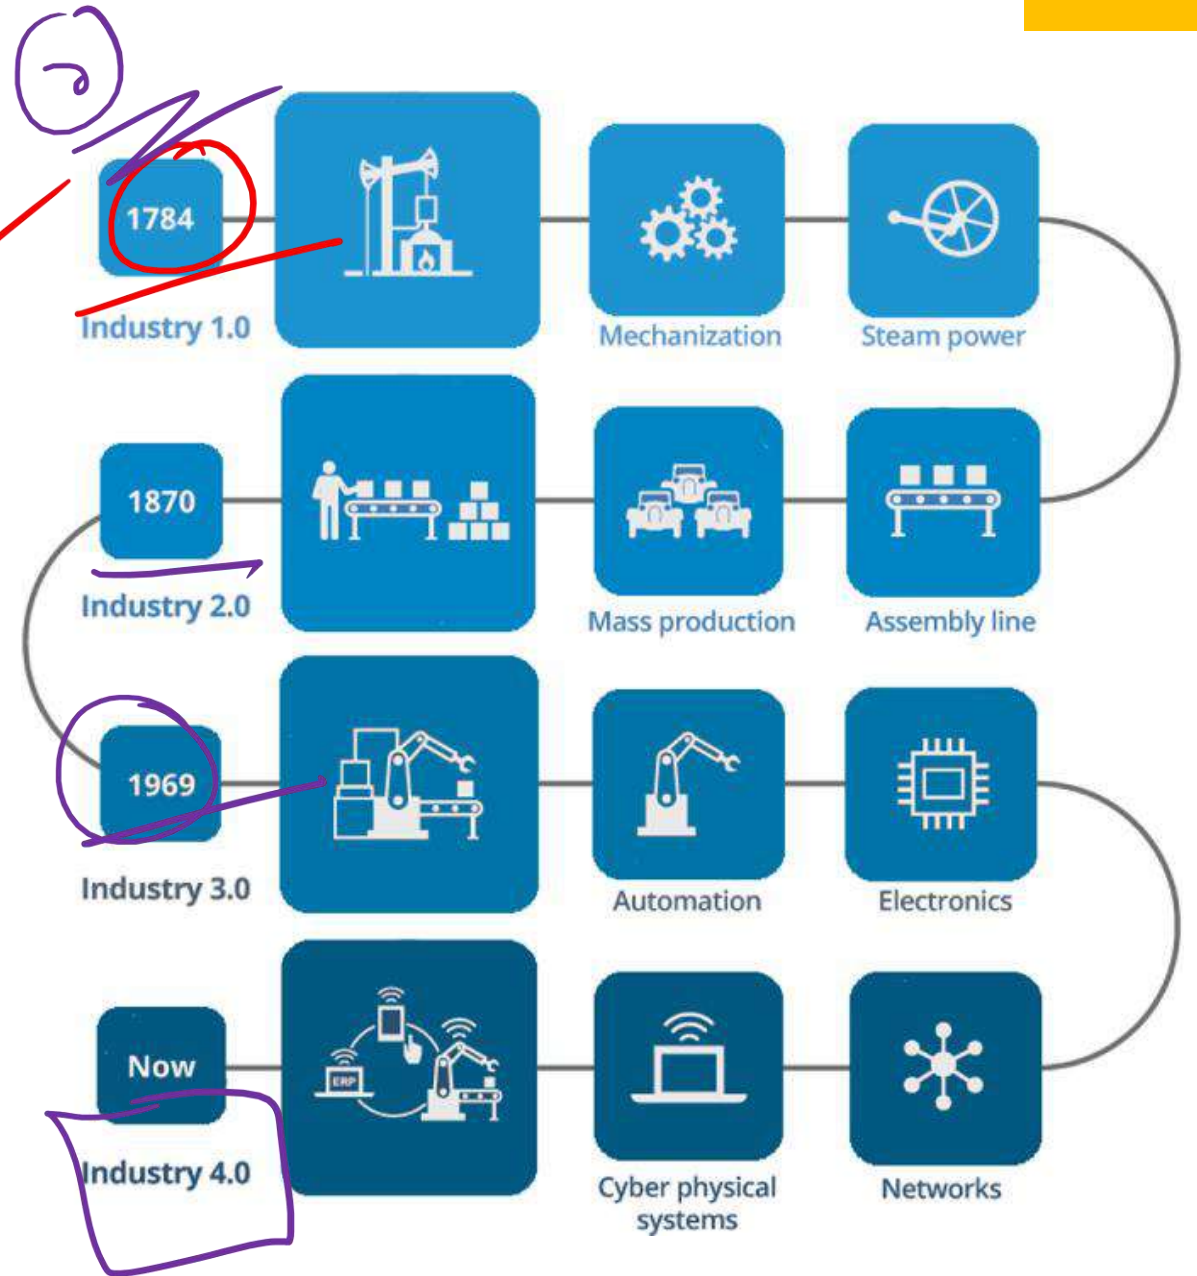 1784
Industry 1.0
Mechanization
Steam power
1870
Industry 2.0
Mass production
Assembly line
1969
Industry 3.0
Automation
Electronics
Now
ERP
Industry 4.0
Cyber physical
systems
Networks